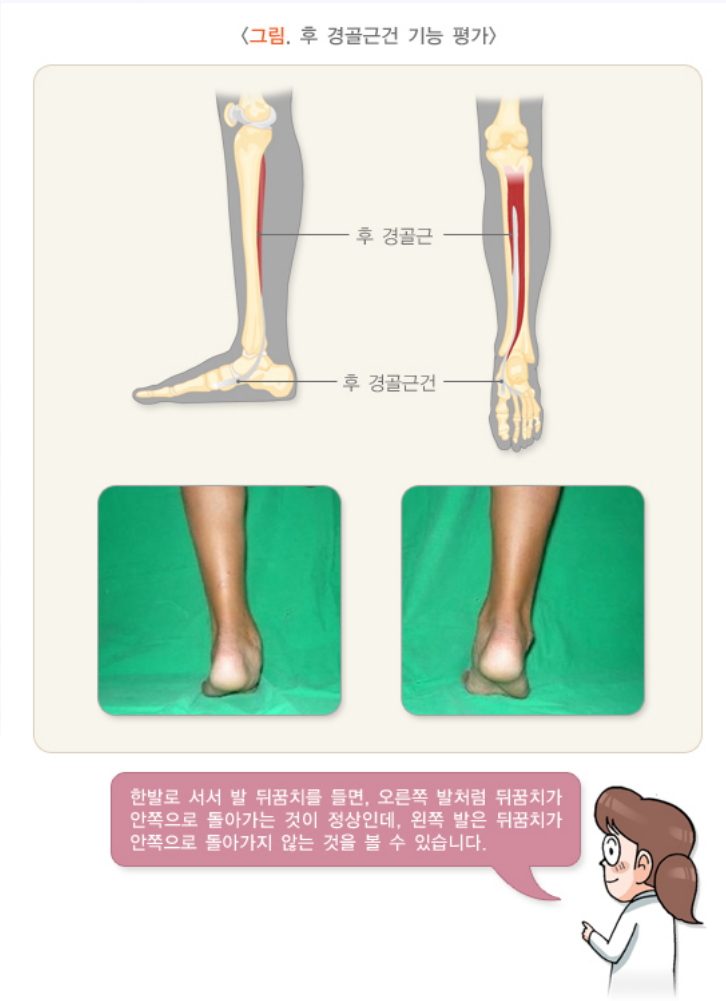 〈그림. 후 경골근건 기능 평가〉
후 경골근
후 경골근건
한발로 서서 발 뒤꿈치를 들면, 오른쪽 발처럼 뒤꿈치가
안쪽으로 돌아가는 것이 정상인데, 왼쪽 발은 뒤꿈치가
안쪽으로 돌아가지 않는 것을 볼 수 있습니다.